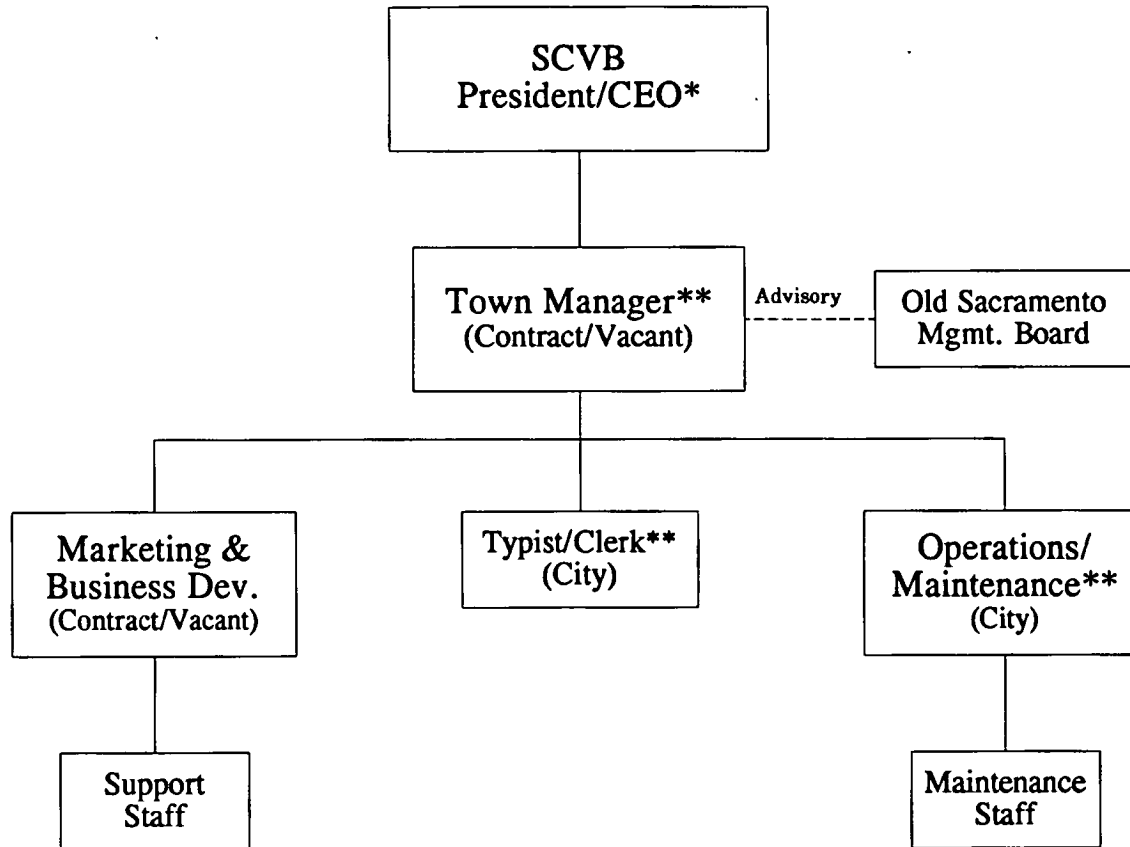 SCVB
President/CEO*
Town Manager**
(Contract/Vacant)
Advisory
Old Sacramento
Mgmt. Board
Marketing &
Business Dev.
(Contract/Vacant)
Typist/Clerk**
(City)
Operations/
Maintenance**
(City)
Support
Staff
Maintenance
Staff